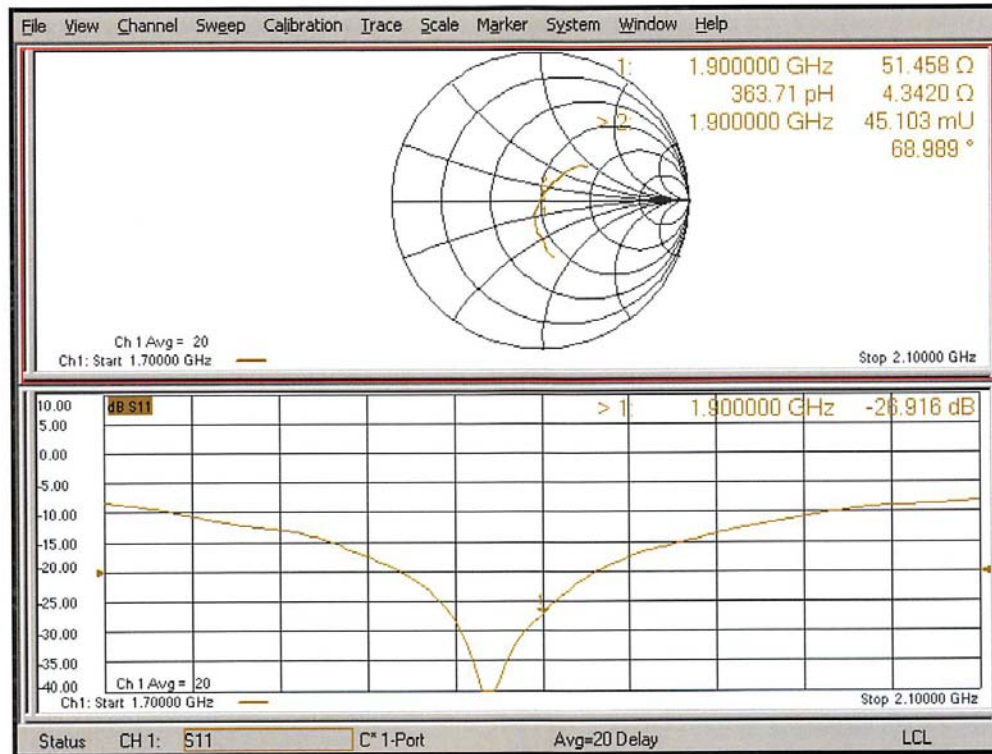 File View Channel Sweep Calibration Trace Scale Marker System Window Help
1: 1.900000 GHz 51.458 Ω
363.71 pH 4.3420 Ω
> 2: 1.900000 GHz 45.103 mU
68.989 °
Ch 1 Avg = 20
Ch1: Start 1.70000 GHz Stop 2.10000 GHz
10.00 dB S11 > 1: 1.900000 GHz -26.916 dB
5.00
0.00
-5.00
-10.00
-15.00
-20.00
-25.00
1
-30.00
-35.00
-40.00 Ch 1 Avg = 20
Ch1: Start 1.70000 GHz Stop 2.10000 GHz
Status CH 1: S11 C* 1-Port Avg=20 Delay LCL